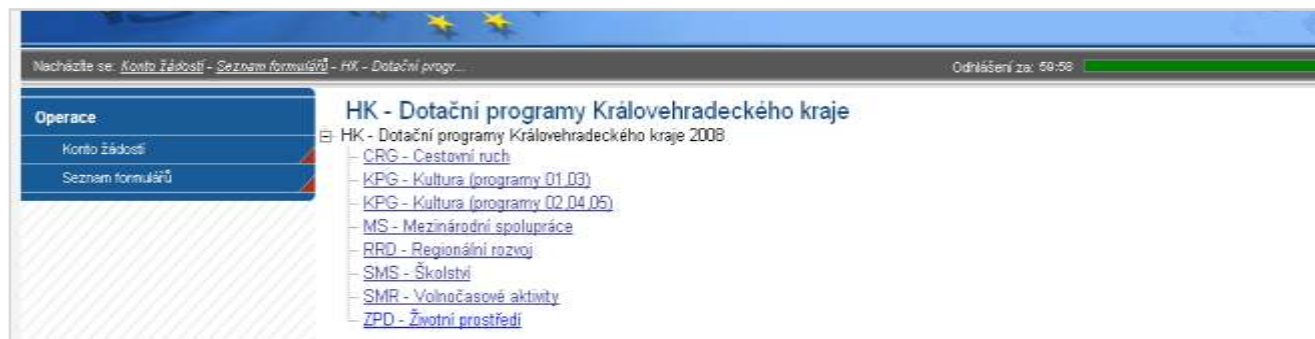 Nacházíte se: Konto žádostí - Seznam formulářů - HK - Dotační progr...
Odhlášení za: 59:58
Operace
Konto žádostí
Seznam formulářů
HK - Dotační programy Královehradeckého kraje
HK - Dotační programy Královehradeckého kraje 2008
CRG - Cestovní ruch
KPG - Kultura (programy 01,03)
KPG - Kultura (programy 02,04,05)
MS - Mezinárodní spolupráce
RRD - Regionální rozvoj
SMS - Školství
SMR - Volnočasové aktivity
ZPD - Životní prostředí